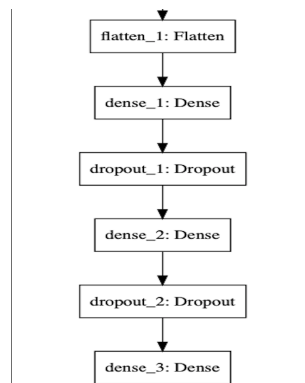 flatten_1: Flatten
dense_1: Dense
dropout_1: Dropout
dense_2: Dense
dropout_2: Dropout
dense_3: Dense